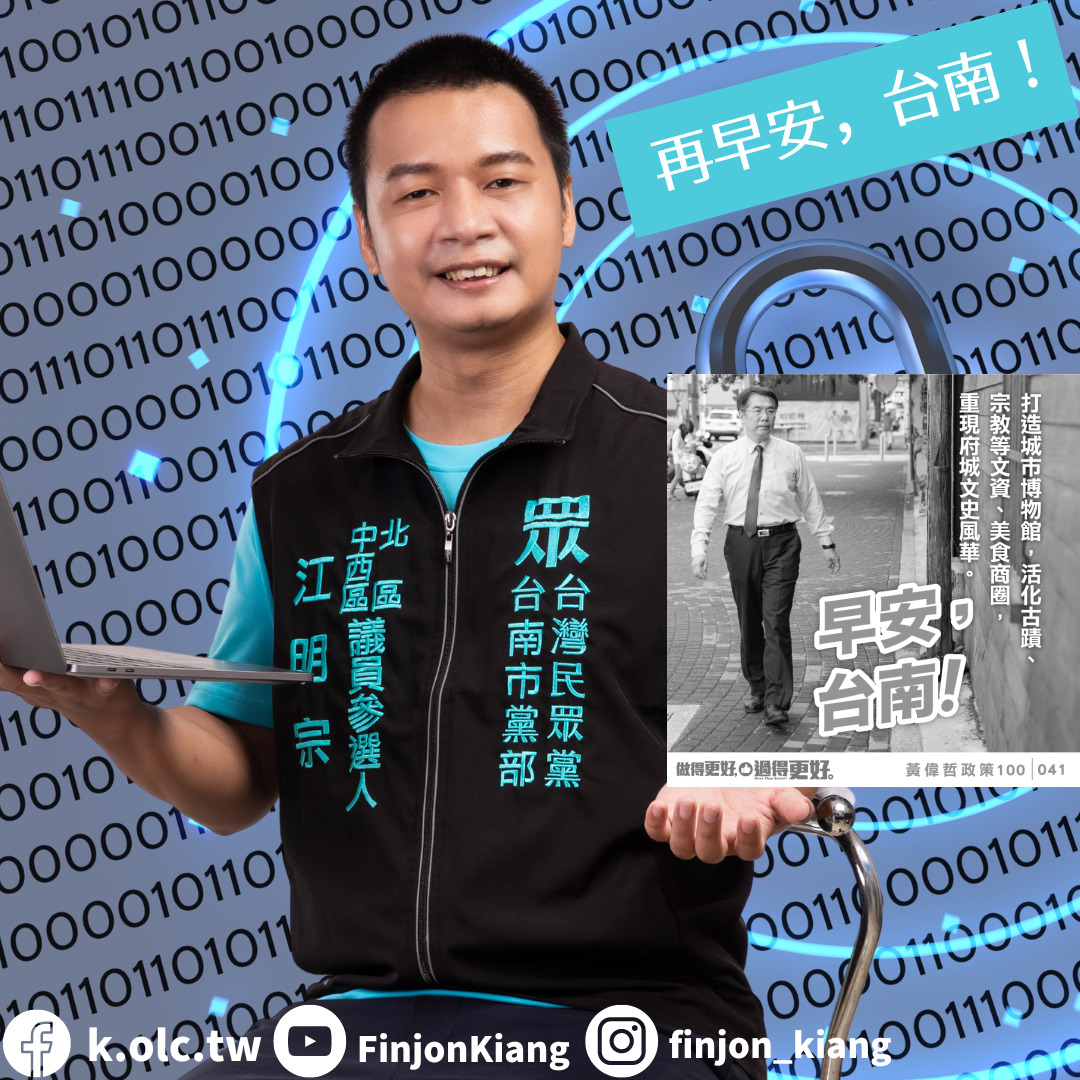 再早安，台南！
眾
台灣民眾黨
台南市黨部
北區
中西區
議員參選人
江明宗
打造城市博物館，活化古蹟、
宗教等文資、美食商圈，
重現府城文史風華。
早安，
台南!
做得更好,過得更好。
黃偉哲政策100|041
k.olc.tw
FinjonKiang
finjon_kiang